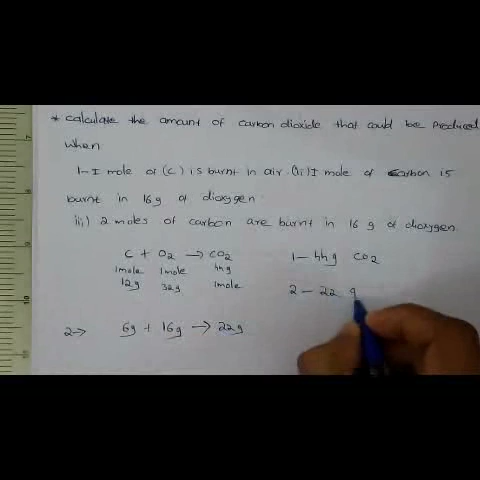 * calculate the amount of carbon dioxide that could be produced
when
1- I mole of (c) is burnt in air. (ii) I mole of carbon is
burnt in 16g of dioxygen
iii) 2 moles of carbon are burnt in 16 g of dioxygen.
C + O2 → CO2
1mole 1mole 44g
12g 32g 1mole
1 - 44g CO2
2 - 22 g
2→ 6g + 16g → 22g